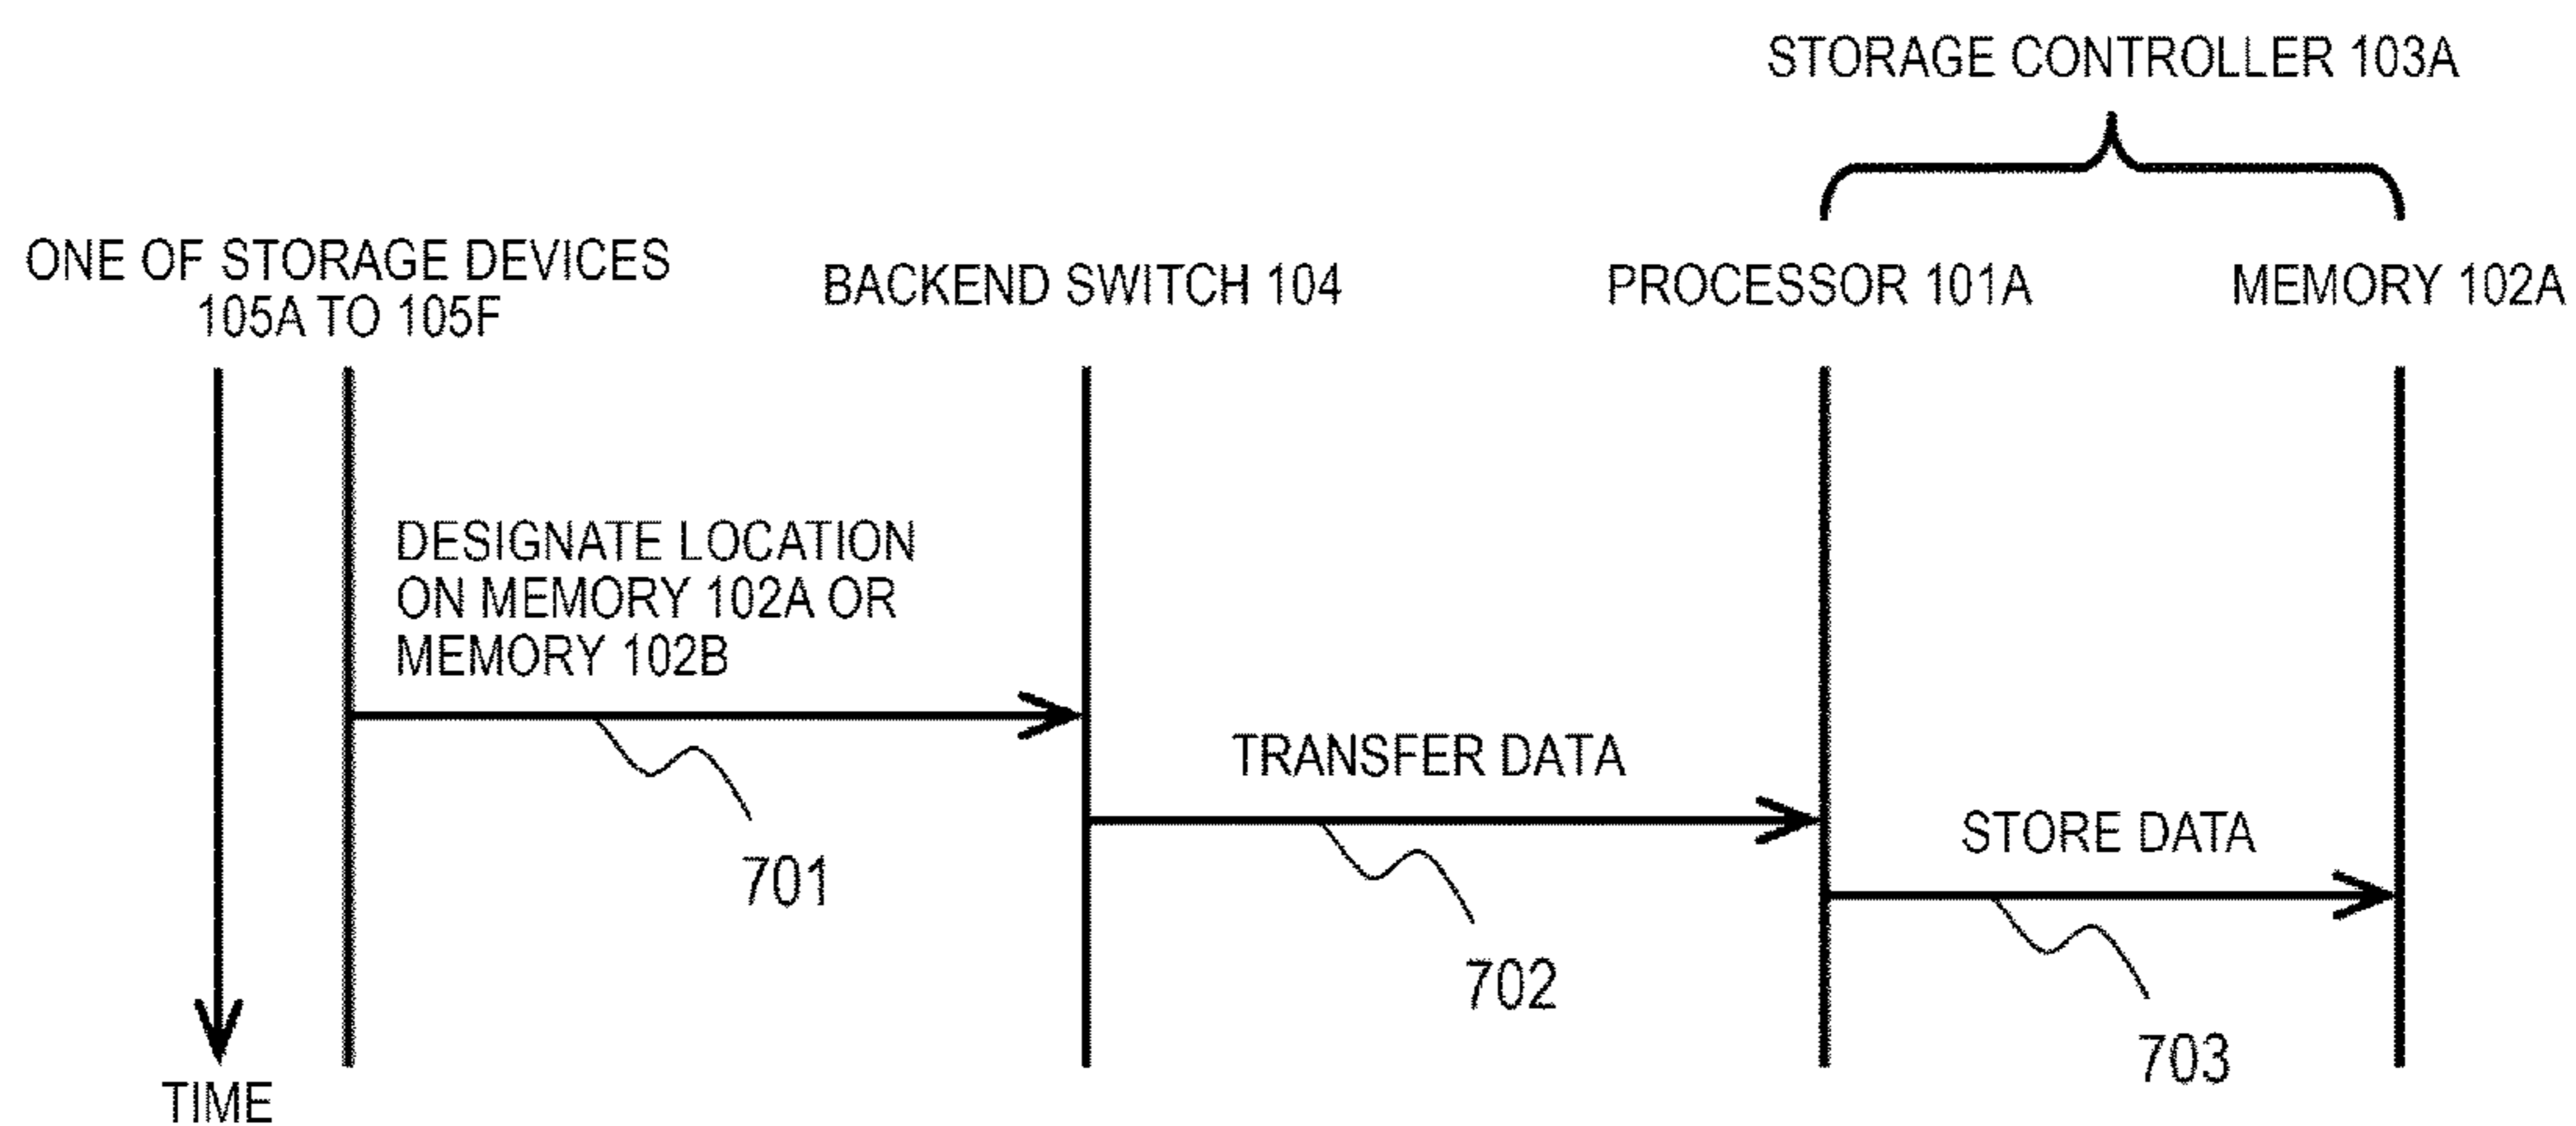 STORAGE CONTROLLER 103A
ONE OF STORAGE DEVICES
105A TO 105F
BACKEND SWITCH 104
PROCESSOR 101A
MEMORY 102A
DESIGNATE LOCATION
ON MEMORY 102A OR
MEMORY 102B
TRANSFER DATA
STORE DATA
701
702
703
TIME